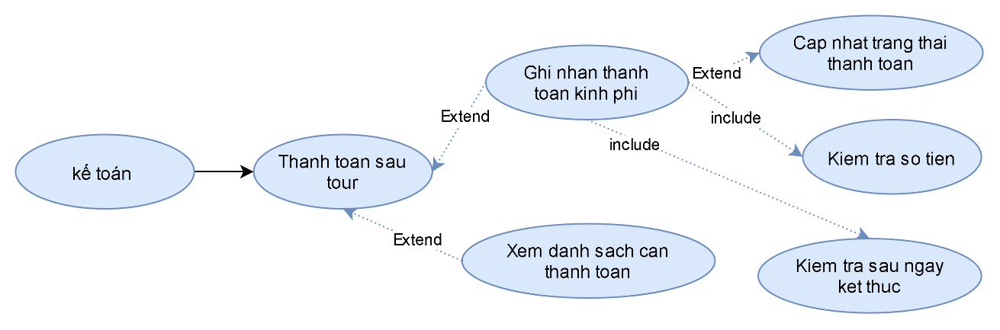 kế toán
Thanh toan sau
tour
Extend
Ghi nhan thanh
toan kinh phi
Extend
Xem danh sach can
thanh toan
Extend
Cap nhat trang thai
thanh toan
include
Kiem tra so tien
include
Kiem tra sau ngay
ket thuc